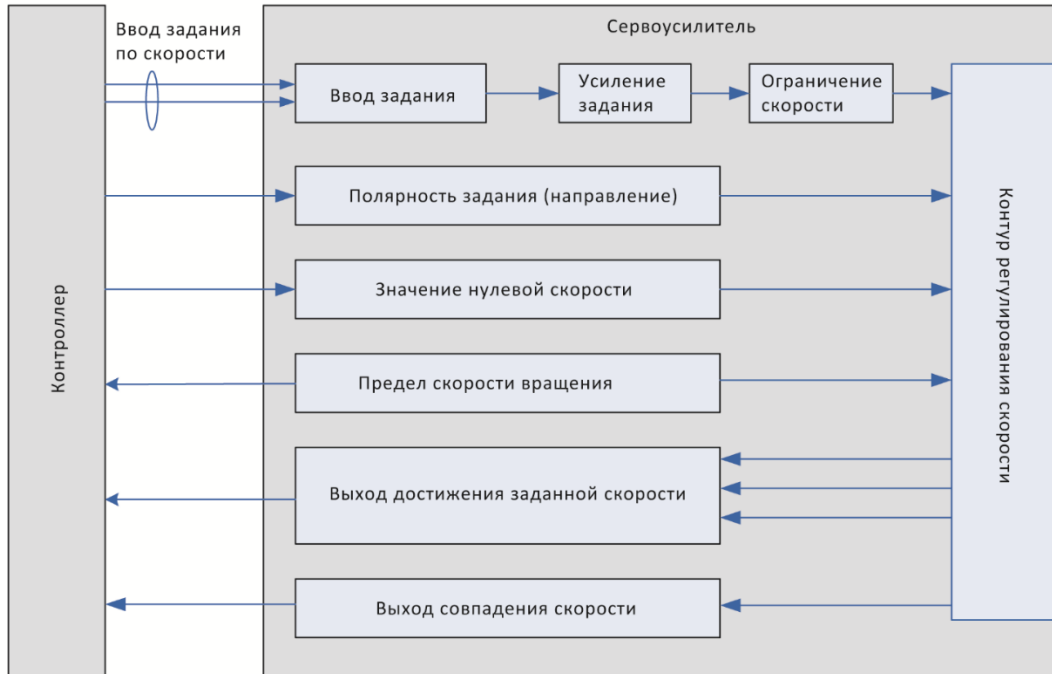 Ввод задания
по скорости
Сервоусилитель
Ввод задания
Усиление
задания
Ограничение
скорости
Полярность задания (направление)
Значение нулевой скорости
Предел скорости вращения
Выход достижения заданной скорости
Выход совпадения скорости
Контроллер
Контур регулирования скорости